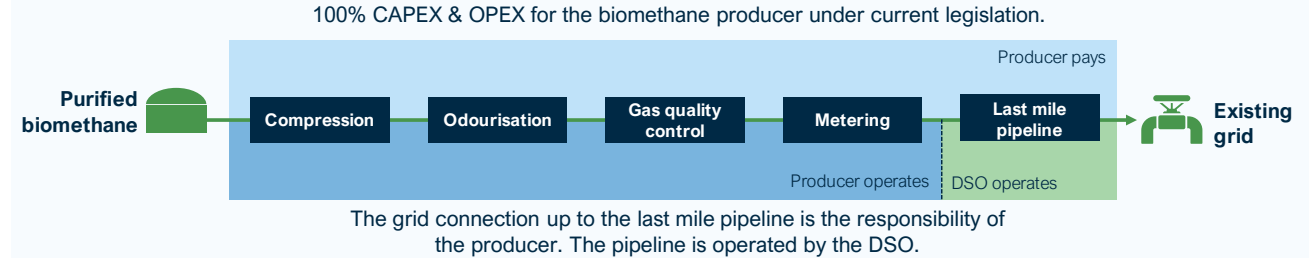 100% CAPEX & OPEX for the biomethane producer under current legislation.
Producer pays
Purified
biomethane
Compression
Odourisation
Gas quality
control
Metering
Last mile
pipeline
Existing
grid
Producer operates
DSO operates
The grid connection up to the last mile pipeline is the responsibility of
the producer. The pipeline is operated by the DSO.